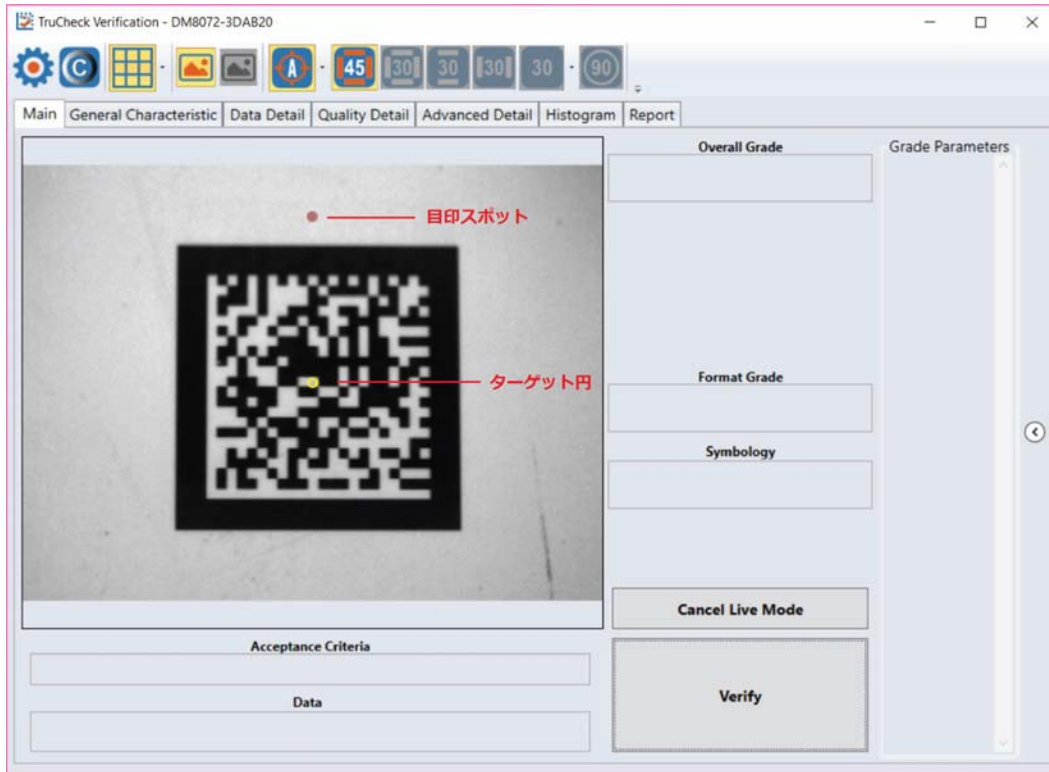 TruCheck Verification - DM8072-3DAB20
C A 45 30 30 30 30 90
Main General Characteristic Data Detail Quality Detail Advanced Detail Histogram Report
Overall Grade
Grade Parameters
目印スポット
ターゲット円
Format Grade
Symbology
Cancel Live Mode
Acceptance Criteria
Verify
Data